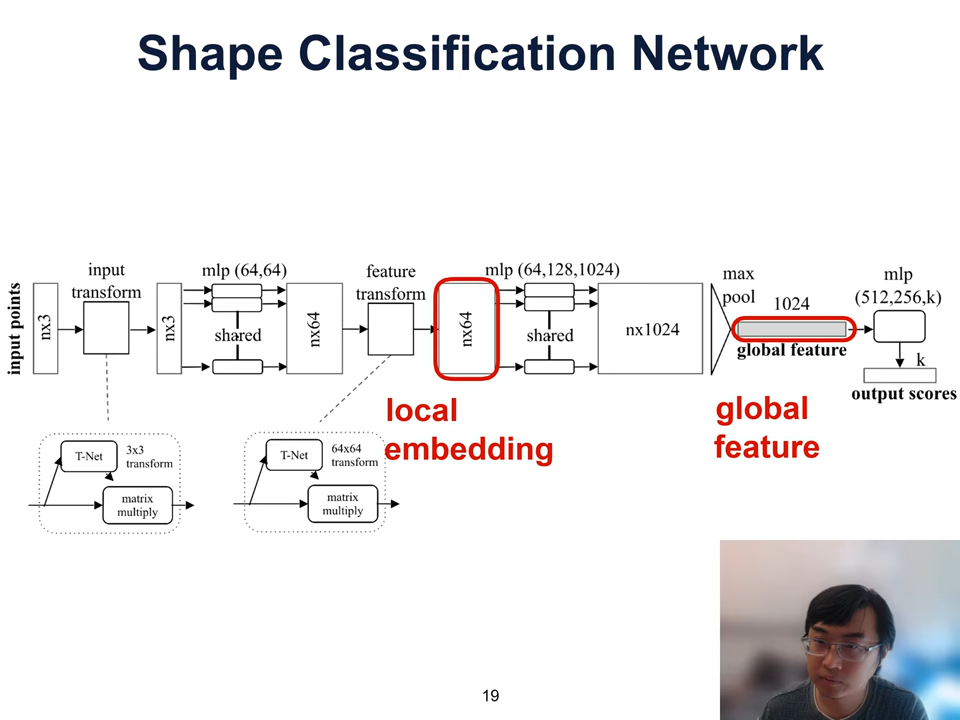 Shape Classification Network
input points
nx3
input
transform
nx3
mlp (64,64)
shared
nx64
feature
transform
nx64
mlp (64,128,1024)
shared
nx1024
max
pool
1024
global feature
mlp
(512,256,k)
k
output scores
local
embedding
global
feature
T-Net
3x3
transform
matrix
multiply
T-Net
64x64
transform
matrix
multiply
19